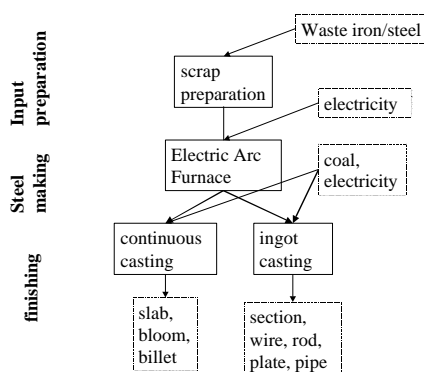 Waste iron/steel
Input
preparation
scrap
preparation
electricity
Steel
making
Electric Arc
Furnace
coal,
electricity
finishing
continuous
casting
ingot
casting
slab,
bloom,
billet
section,
wire, rod,
plate, pipe